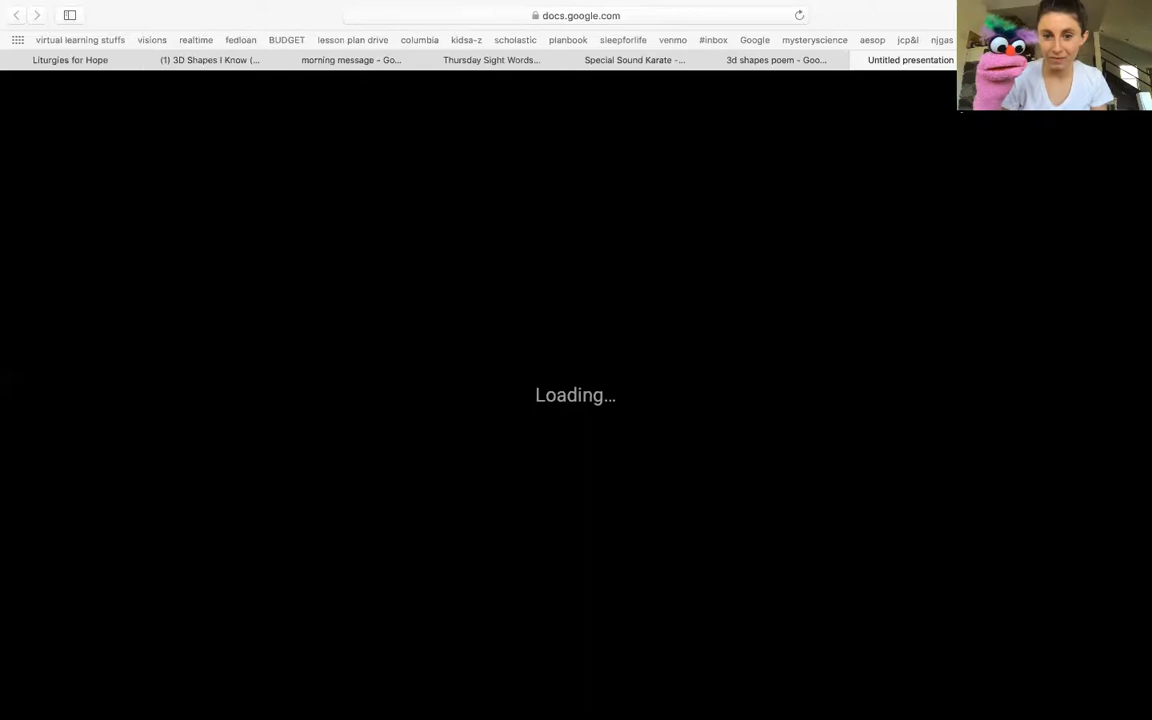 docs.google.com
virtual learning stuffs visions realtime fedloan BUDGET lesson plan drive columbia kidsa-z scholastic planbook sleepforlife venmo #inbox Google mysteryscience aesop jcp&l njgas
Liturgies for Hope (1) 3D Shapes I Know (... morning message - Go... Thursday Sight Words... Special Sound Karate -... 3d shapes poem - Goo... Untitled presentation
Loading...